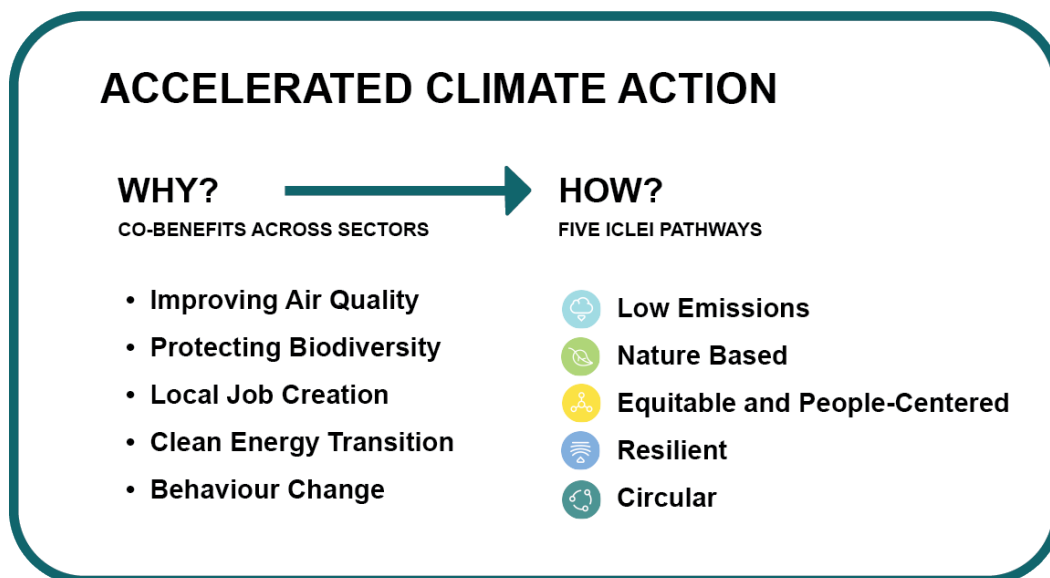 ACCELERATED CLIMATE ACTION
WHY?
CO-BENEFITS ACROSS SECTORS
• Improving Air Quality
• Protecting Biodiversity
• Local Job Creation
• Clean Energy Transition
• Behaviour Change
HOW?
FIVE ICLEI PATHWAYS
Low Emissions
Nature Based
Equitable and People-Centered
Resilient
Circular